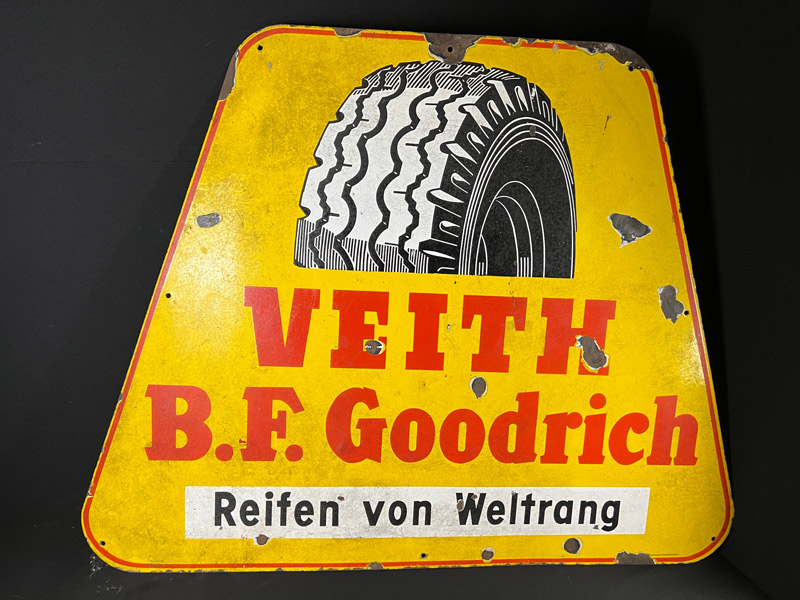 VEITH
B.F. Goodrich
Reifen von Weltrang